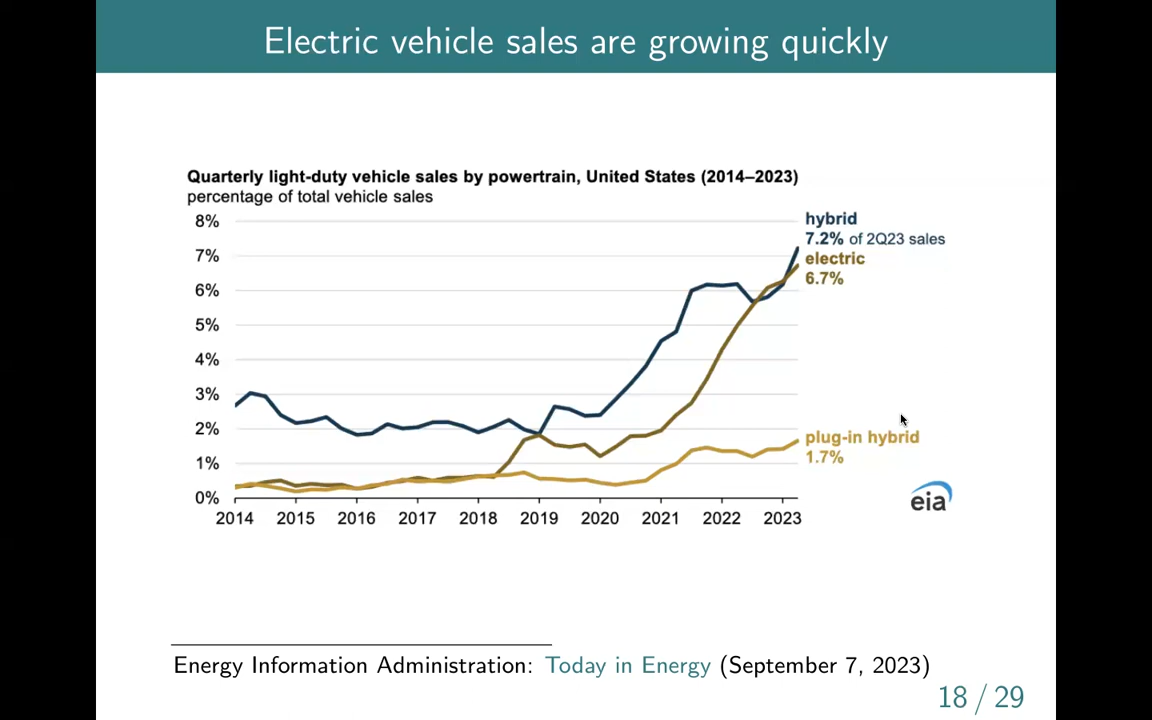 Electric vehicle sales are growing quickly
Quarterly light-duty vehicle sales by powertrain, United States (2014–2023)
percentage of total vehicle sales
8%
7%
6%
5%
4%
3%
2%
1%
0%
hybrid
7.2% of 2Q23 sales
electric
6.7%
plug-in hybrid
1.7%
eia
2014 2015 2016 2017 2018 2019 2020 2021 2022 2023
Energy Information Administration: Today in Energy (September 7, 2023)
18 / 29